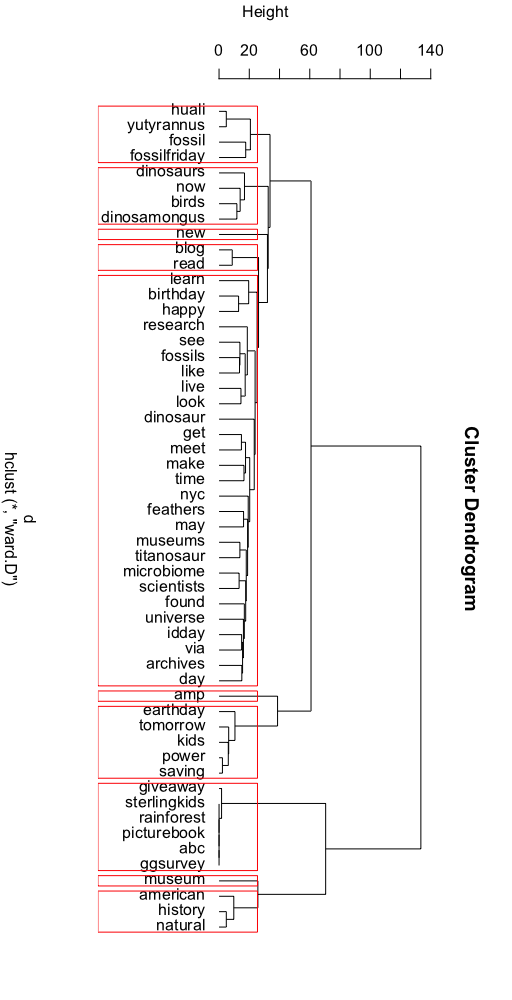 Height
0 20 60 100 140
huali
yutyrannus
fossil
fossilfriday
dinosaurs
now
birds
dinosamongus
new
blog
read
learn
birthday
happy
research
see
fossils
like
live
look
dinosaur
get
meet
make
time
nyc
feathers
may
museums
titanosaur
microbiome
scientists
found
universe
idday
via
archives
day
amp
earthday
tomorrow
kids
power
saving
giveaway
sterlingkids
rainforest
picturebook
abc
ggsurvey
museum
american
history
natural
Cluster Dendrogram
d
hclust (*, "ward.D")